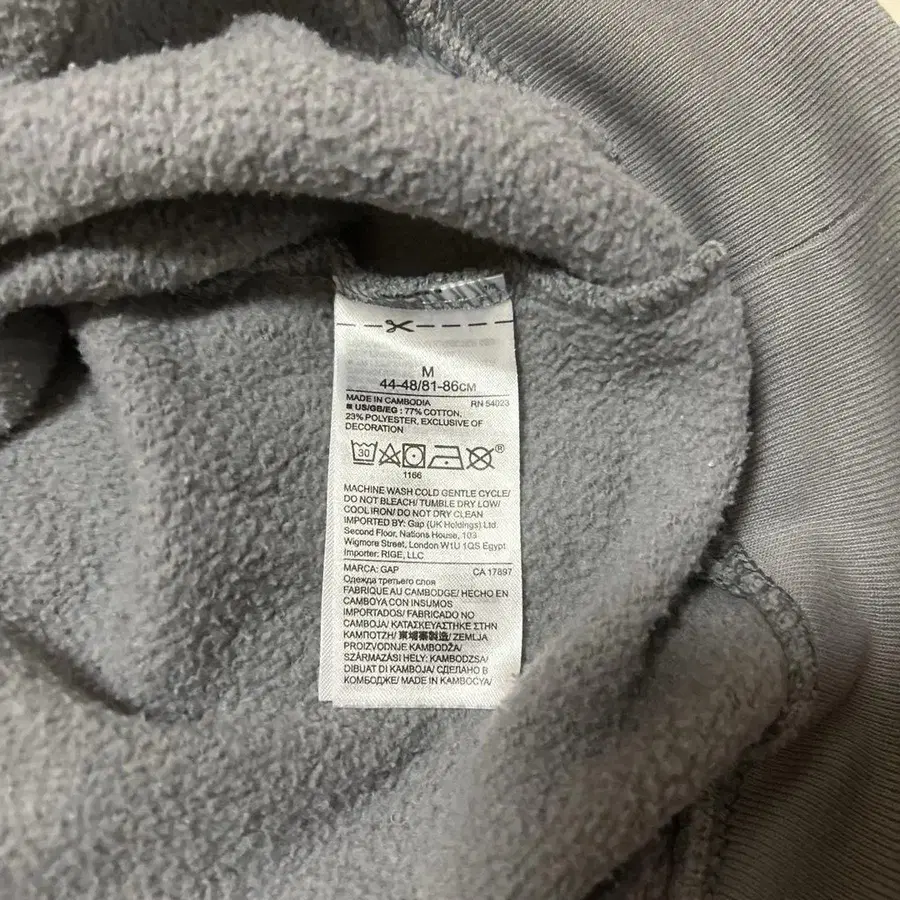 M
44-48/81-86CM
MADE IN CAMBODIA RN 54023
■ US/GB/EG : 77% COTTON,
23% POLYESTER, EXCLUSIVE OF
DECORATION
30
®
1166
MACHINE WASH COLD GENTLE CYCLE/
DO NOT BLEACH/ TUMBLE DRY LOW/
COOL IRON/ DO NOT DRY CLEAN
IMPORTED BY: Gap (UK Holdings) Ltd.
Second Floor, Nations House, 103
Wigmore Street, London W1U 1QS Egypt
Importer: RIGE, LLC
MARCA: GAP CA 17897
Одежда третьего слоя
FABRIQUE AU CAMBODGE/ HECHO EN
CAMBOYA CON INSUMOS
IMPORTADOS/ FABRICADO NO
CAMBOJA/ ΚΑΤΑΣΚΕΥΑΣΤΗΚΕ ΣΤΗΝ
ΚΑΜΠΟΤΖΗ/ 柬埔寨製造/ ZEMLJA
PROIZVODNJE KAMBODŽA/
SZÁRMAZÁSI HELY: KAMBODZSA/
DIBUAT DI KAMBOJA/ СДЕЛАНО В
КОМБОДЖЕ/ MADE IN KAMBOÇYA/